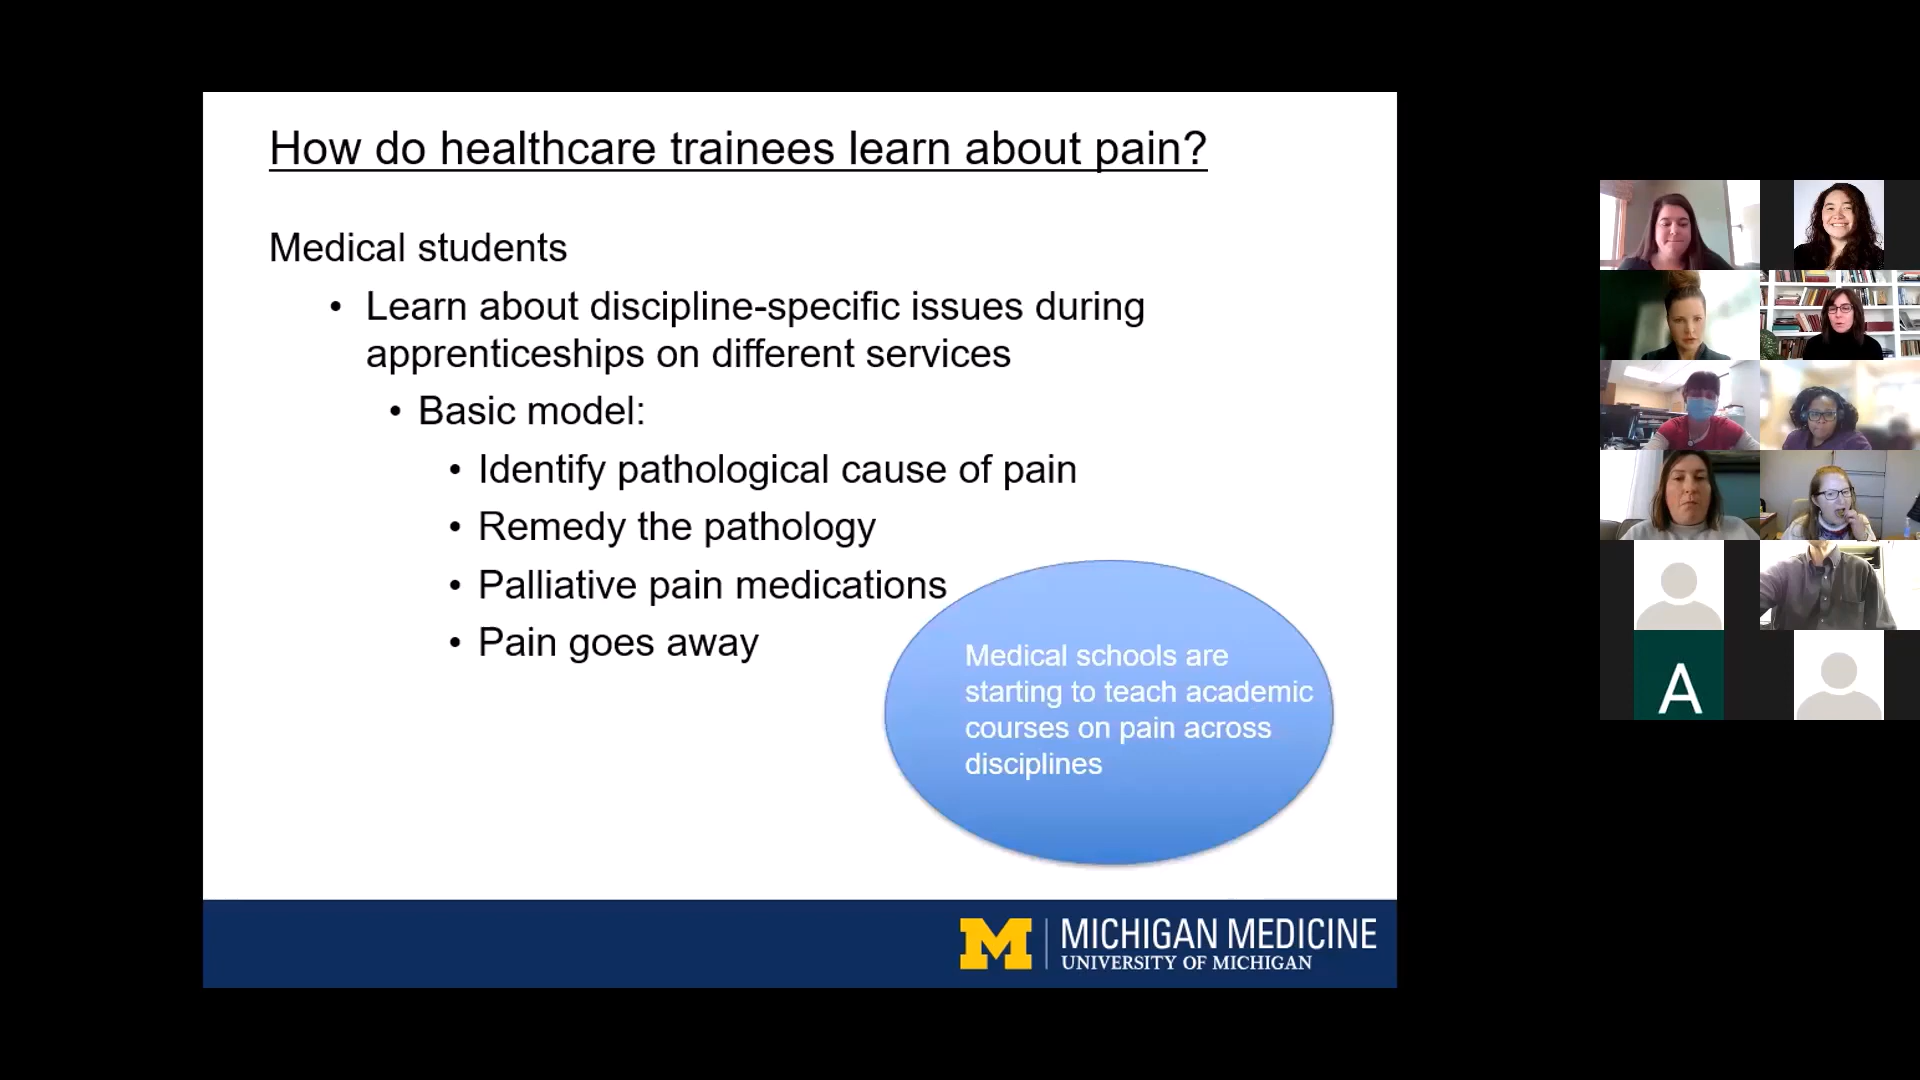 How do healthcare trainees learn about pain?
Medical students
• Learn about discipline-specific issues during
apprenticeships on different services
• Basic model:
• Identify pathological cause of pain
• Remedy the pathology
• Palliative pain medications
• Pain goes away
Medical schools are
starting to teach academic
courses on pain across
disciplines
M
MICHIGAN MEDICINE
UNIVERSITY OF MICHIGAN
A